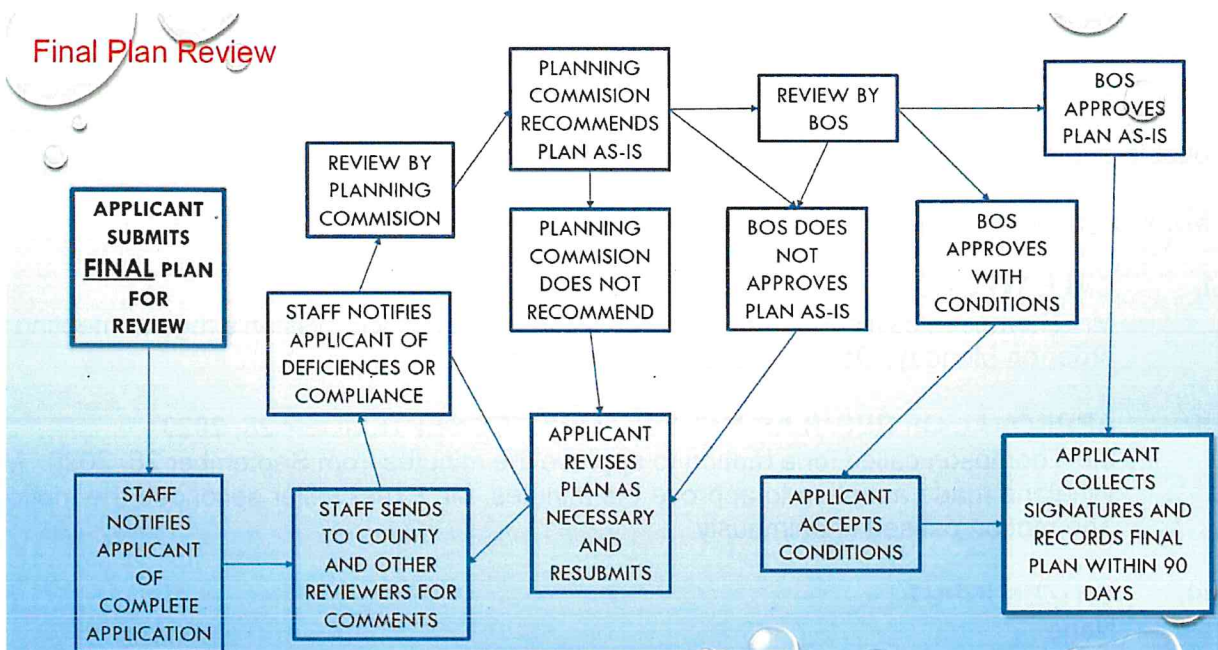 Final Plan Review
APPLICANT
SUBMITS
FINAL PLAN
FOR
REVIEW
STAFF
NOTIFIES
APPLICANT
OF
COMPLETE
APPLICATION
STAFF SENDS
TO COUNTY
AND OTHER
REVIEWERS FOR
COMMENTS
STAFF NOTIFIES
APPLICANT OF
DEFICIENCES OR
COMPLIANCE
REVIEW BY
PLANNING
COMMISION
PLANNING
COMMISION
RECOMMENDS
PLAN AS-IS
PLANNING
COMMISION
DOES NOT
RECOMMEND
APPLICANT
REVISES
PLAN AS
NECESSARY
AND
RESUBMITS
REVIEW BY
BOS
BOS DOES
NOT
APPROVES
PLAN AS-IS
BOS
APPROVES
WITH
CONDITIONS
APPLICANT
ACCEPTS
CONDITIONS
BOS
APPROVES
PLAN AS-IS
APPLICANT
COLLECTS
SIGNATURES AND
RECORDS FINAL
PLAN WITHIN 90
DAYS